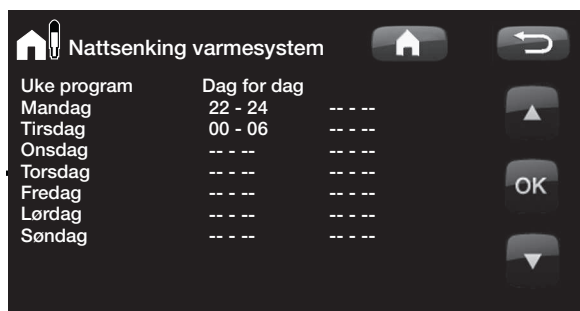 Nattsenking varmesystem
Uke program Dag for dag
Mandag 22 - 24 -- - --
Tirsdag 00 - 06 -- - --
Onsdag -- - -- -- - --
Torsdag -- - -- -- - --
Fredag -- - -- -- - --
Lørdag -- - -- -- - --
Søndag -- - -- -- - --
OK